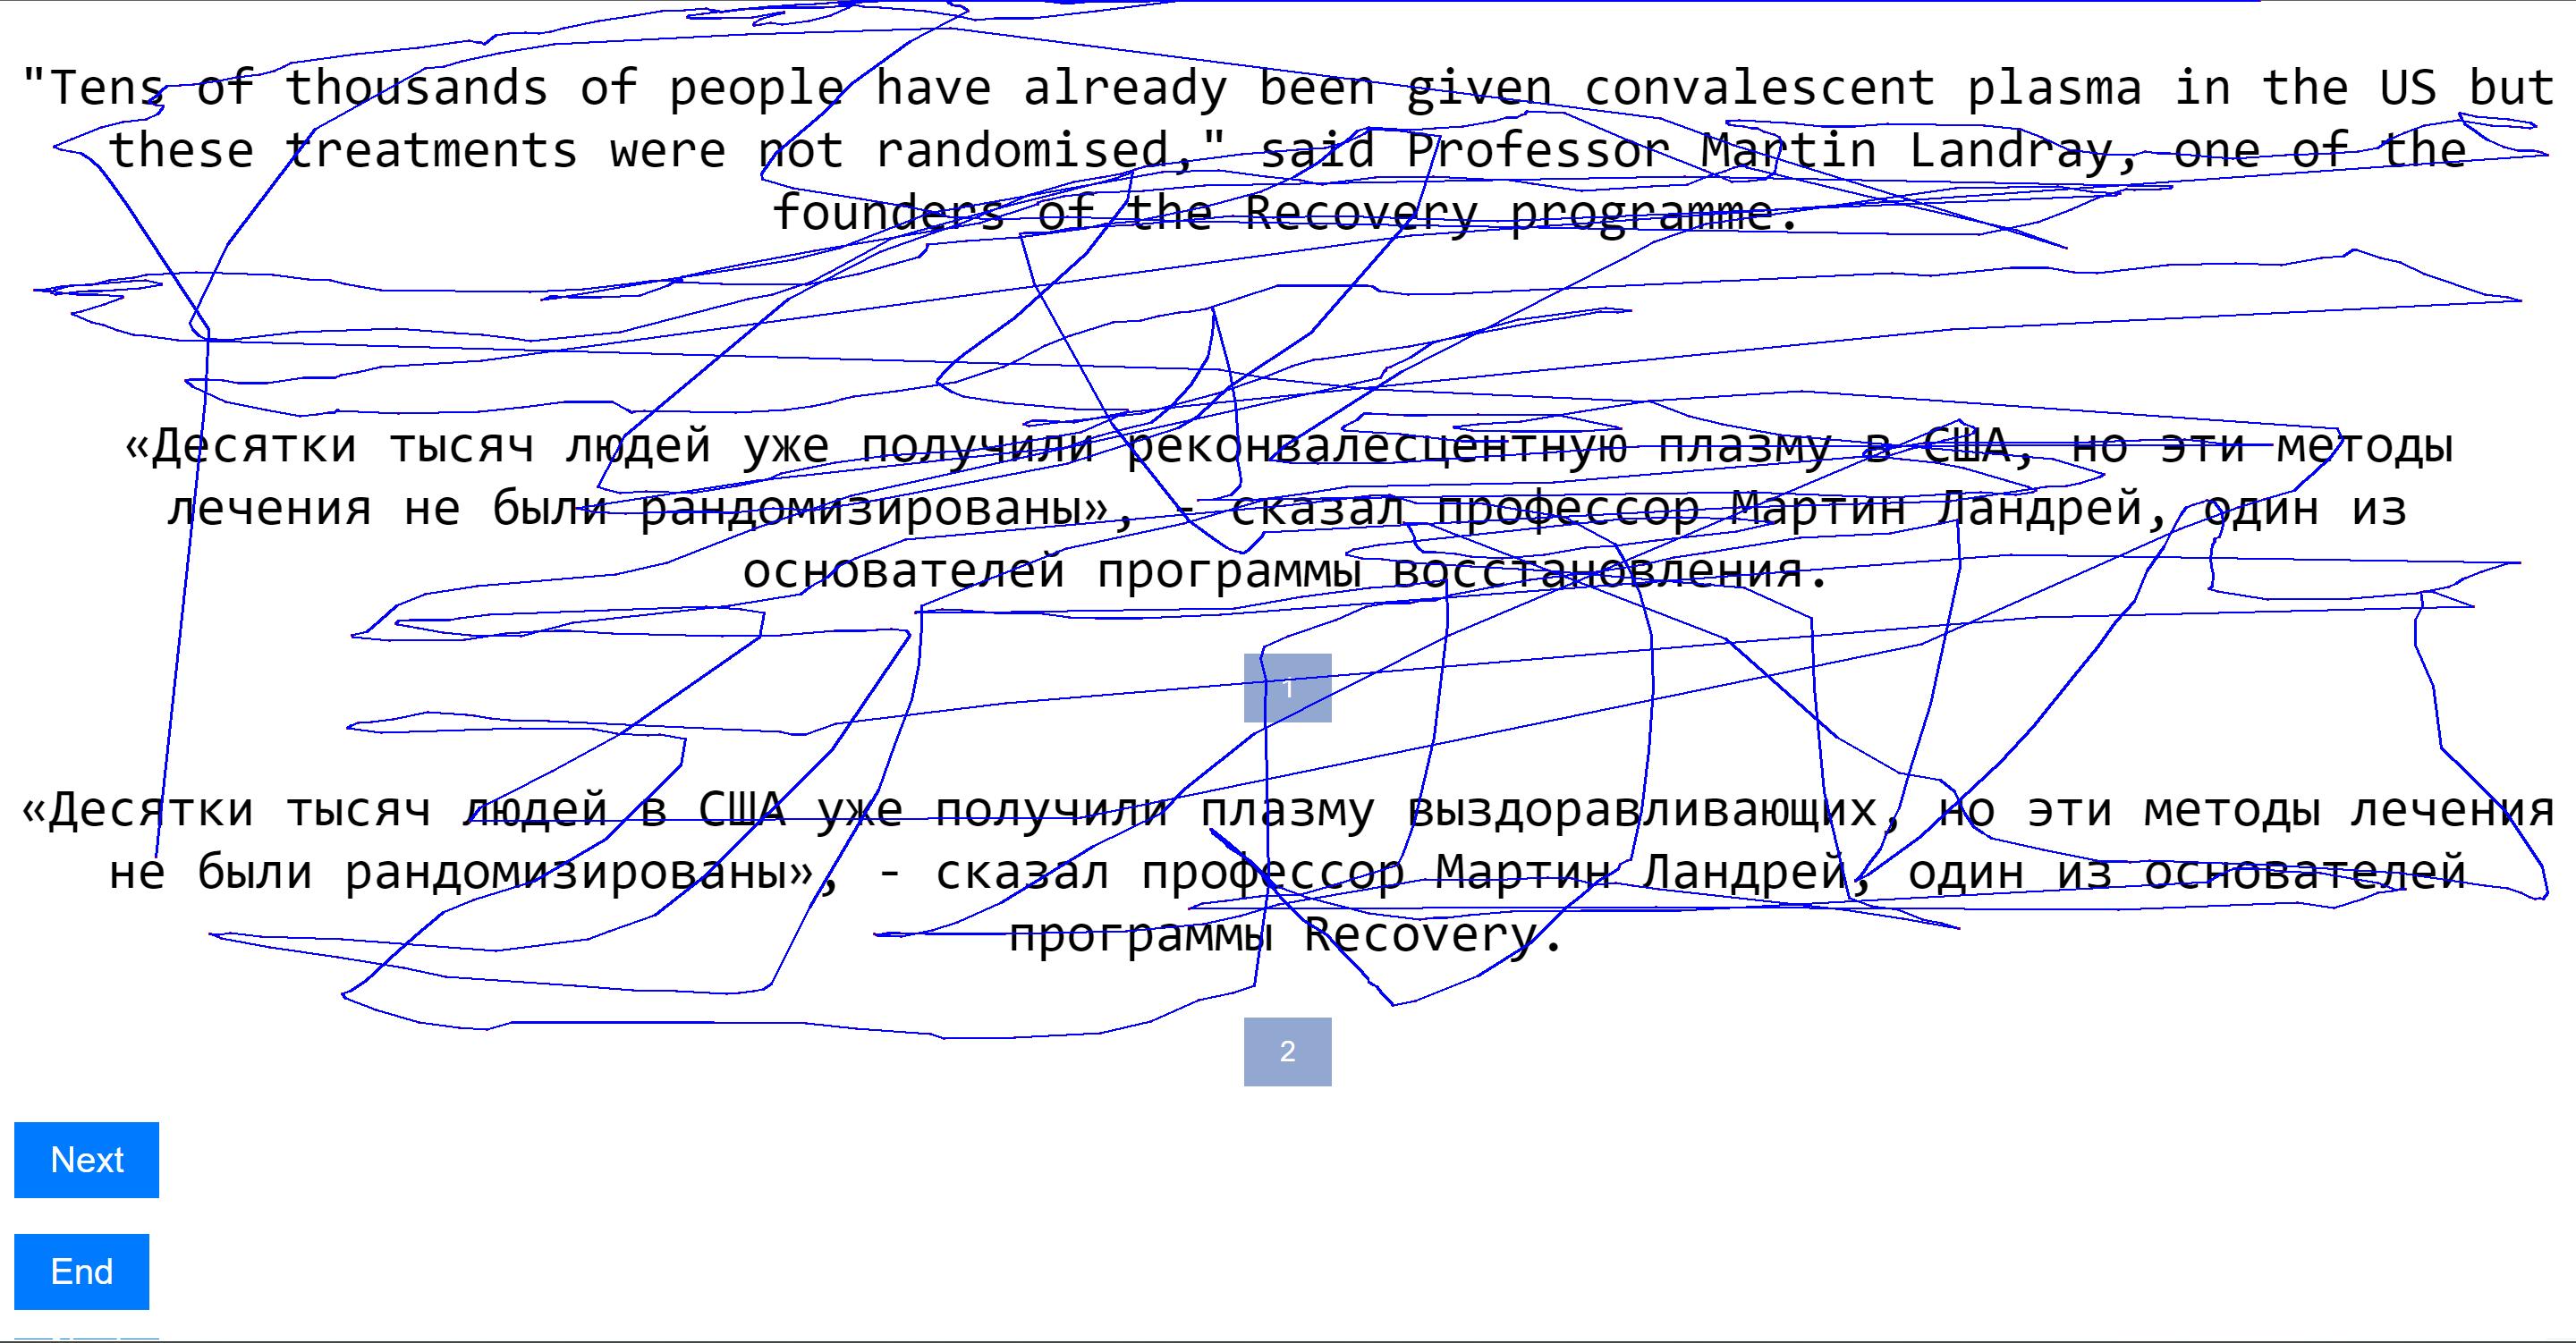 "Tens of thousands of people have already been given convalescent plasma in the US but
these treatments were not randomised," said Professor Martin Landray, one of the
founders of the Recovery programme.
«Десятки тысяч людей уже получили реконвалесцентную плазму в США, но эти методы
лечения не были рандомизированы», - сказал профессор Мартин Ландрей, один из
основателей программы восстановления.
1
«Десятки тысяч людей в США уже получили плазму выздоравливающих, но эти методы лечения
не были рандомизированы», - сказал профессор Мартин Ландрей, один из основателей
программы Recovery.
2
Next
End